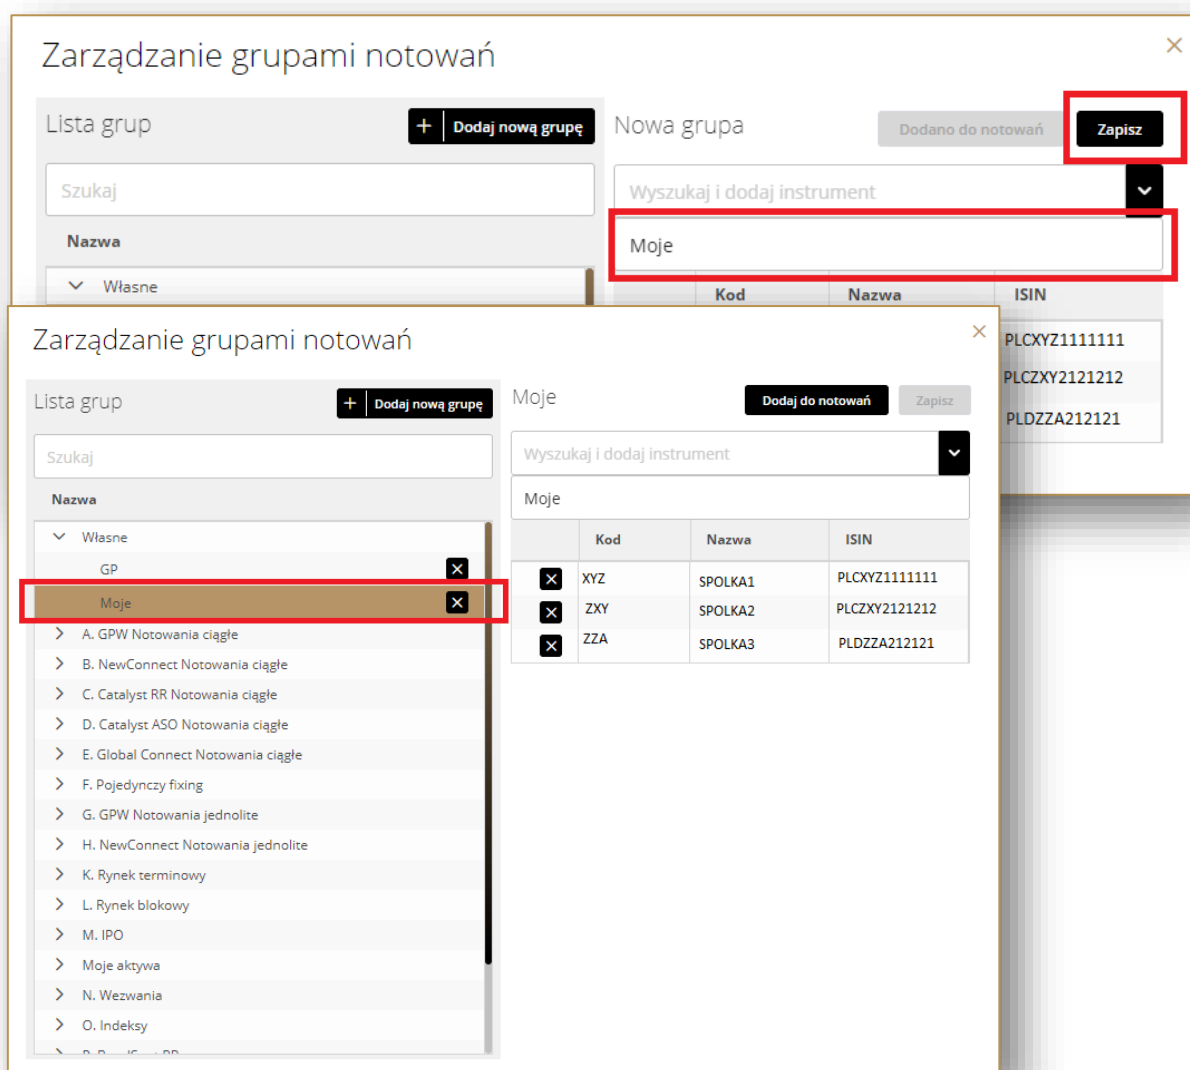 Zarządzanie grupami notowań
Lista grup
+ Dodaj nową grupę
Nowa grupa
Dodano do notowań
Zapisz
Szukaj
Wyszukaj i dodaj instrument
Nazwa
Moje
Własne
Kod Nazwa ISIN
PLCXYZ1111111
PLCZXY2121212
PLDZZA212121
Zarządzanie grupami notowań
Lista grup
+ Dodaj nową grupę
Moje
Dodaj do notowań
Zapisz
Szukaj
Wyszukaj i dodaj instrument
Nazwa
Moje
Własne
GP
Moje
A. GPW Notowania ciągłe
B. NewConnect Notowania ciągłe
C. Catalyst RR Notowania ciągłe
D. Catalyst ASO Notowania ciągłe
E. Global Connect Notowania ciągłe
F. Pojedynczy fixing
G. GPW Notowania jednolite
H. NewConnect Notowania jednolite
K. Rynek terminowy
L. Rynek blokowy
M. IPO
Moje aktywa
N. Wezwania
O. Indeksy
Kod Nazwa ISIN
XYZ SPOLKA1 PLCXYZ1111111
ZXY SPOLKA2 PLCZXY2121212
ZZA SPOLKA3 PLDZZA212121